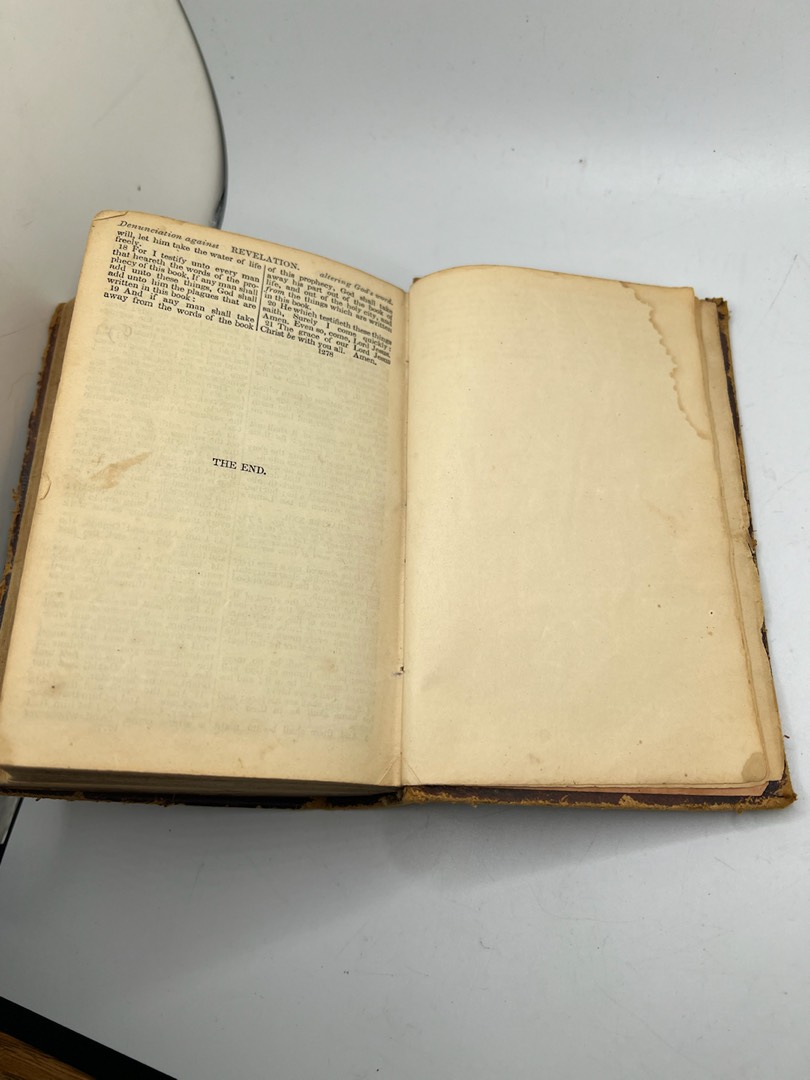 Denunciation against REVELATION. altering God's word.
will, let him take the water of life
freely.
18 For I testify unto every man
that heareth the words of the pro-
phecy of this book, If any man shall
add unto these things, God shall
add unto him the plagues that are
written in this book:
19 And if any man shall take
away from the words of the book
of this prophecy, God shall take
away his part out of the book of
life, and out of the holy city, and
from the things which are written
in this book.
20 He which testifieth these things
saith, Surely I come quickly:
Amen. Even so, come, Lord Jesus.
21 The grace of our Lord Jesus
Christ be with you all. Amen.
1278
THE END.